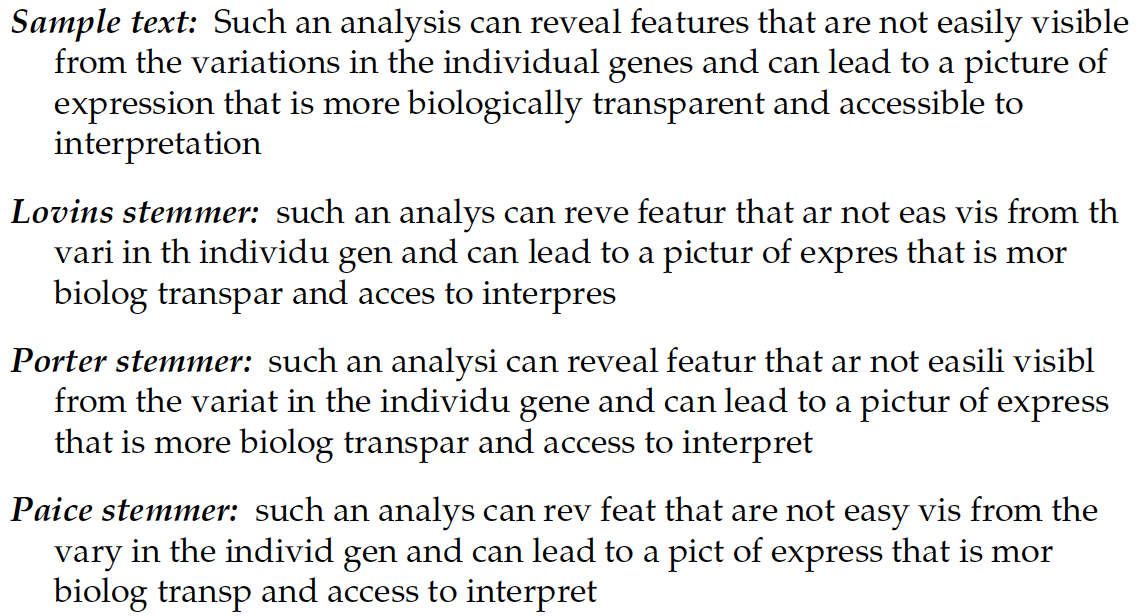 Sample text: Such an analysis can reveal features that are not easily visible
from the variations in the individual genes and can lead to a picture of
expression that is more biologically transparent and accessible to
interpretation
Lovins stemmer: such an analys can reve featur that ar not eas vis from th
vari in th individu gen and can lead to a pictur of expres that is mor
biolog transpar and acces to interpres
Porter stemmer: such an analysi can reveal featur that ar not easili visibl
from the variat in the individu gene and can lead to a pictur of express
that is more biolog transpar and access to interpret
Paice stemmer: such an analys can rev feat that are not easy vis from the
vary in the individ gen and can lead to a pict of express that is mor
biolog transp and access to interpret